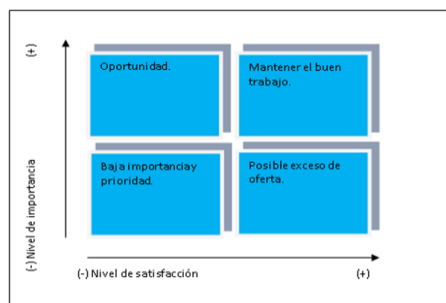 (+)
Oportunidad.
Mantener el buen
trabajo.
(-) Nivel de importancia
Baja importancia y
prioridad.
Posible exceso de
oferta.
(-) Nivel de satisfacción
(+)